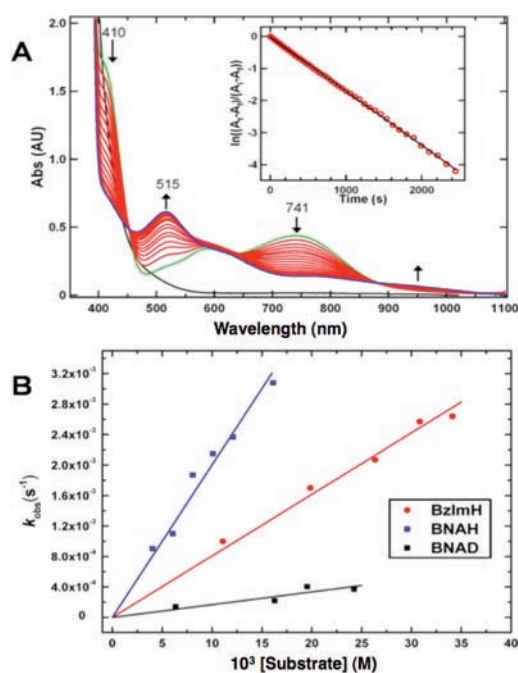 A
410
515
741
2.0
1.5
1.0
0.5
0
Abs (AU)
400 500 600 700 800 900 1000 1100
Wavelength (nm)
0
-1
-2
-3
-4
0 1000 2000
Time (s)
B
3.2x10⁻³
2.8x10⁻³
2.4x10⁻³
2.0x10⁻³
1.6x10⁻³
1.2x10⁻³
8.0x10⁻⁴
4.0x10⁻⁴
0
k_obs(s⁻¹)
BzImH
BNAH
BNAD
0 5 10 15 20 25 30 35 40
10³ [Substrate] (M)